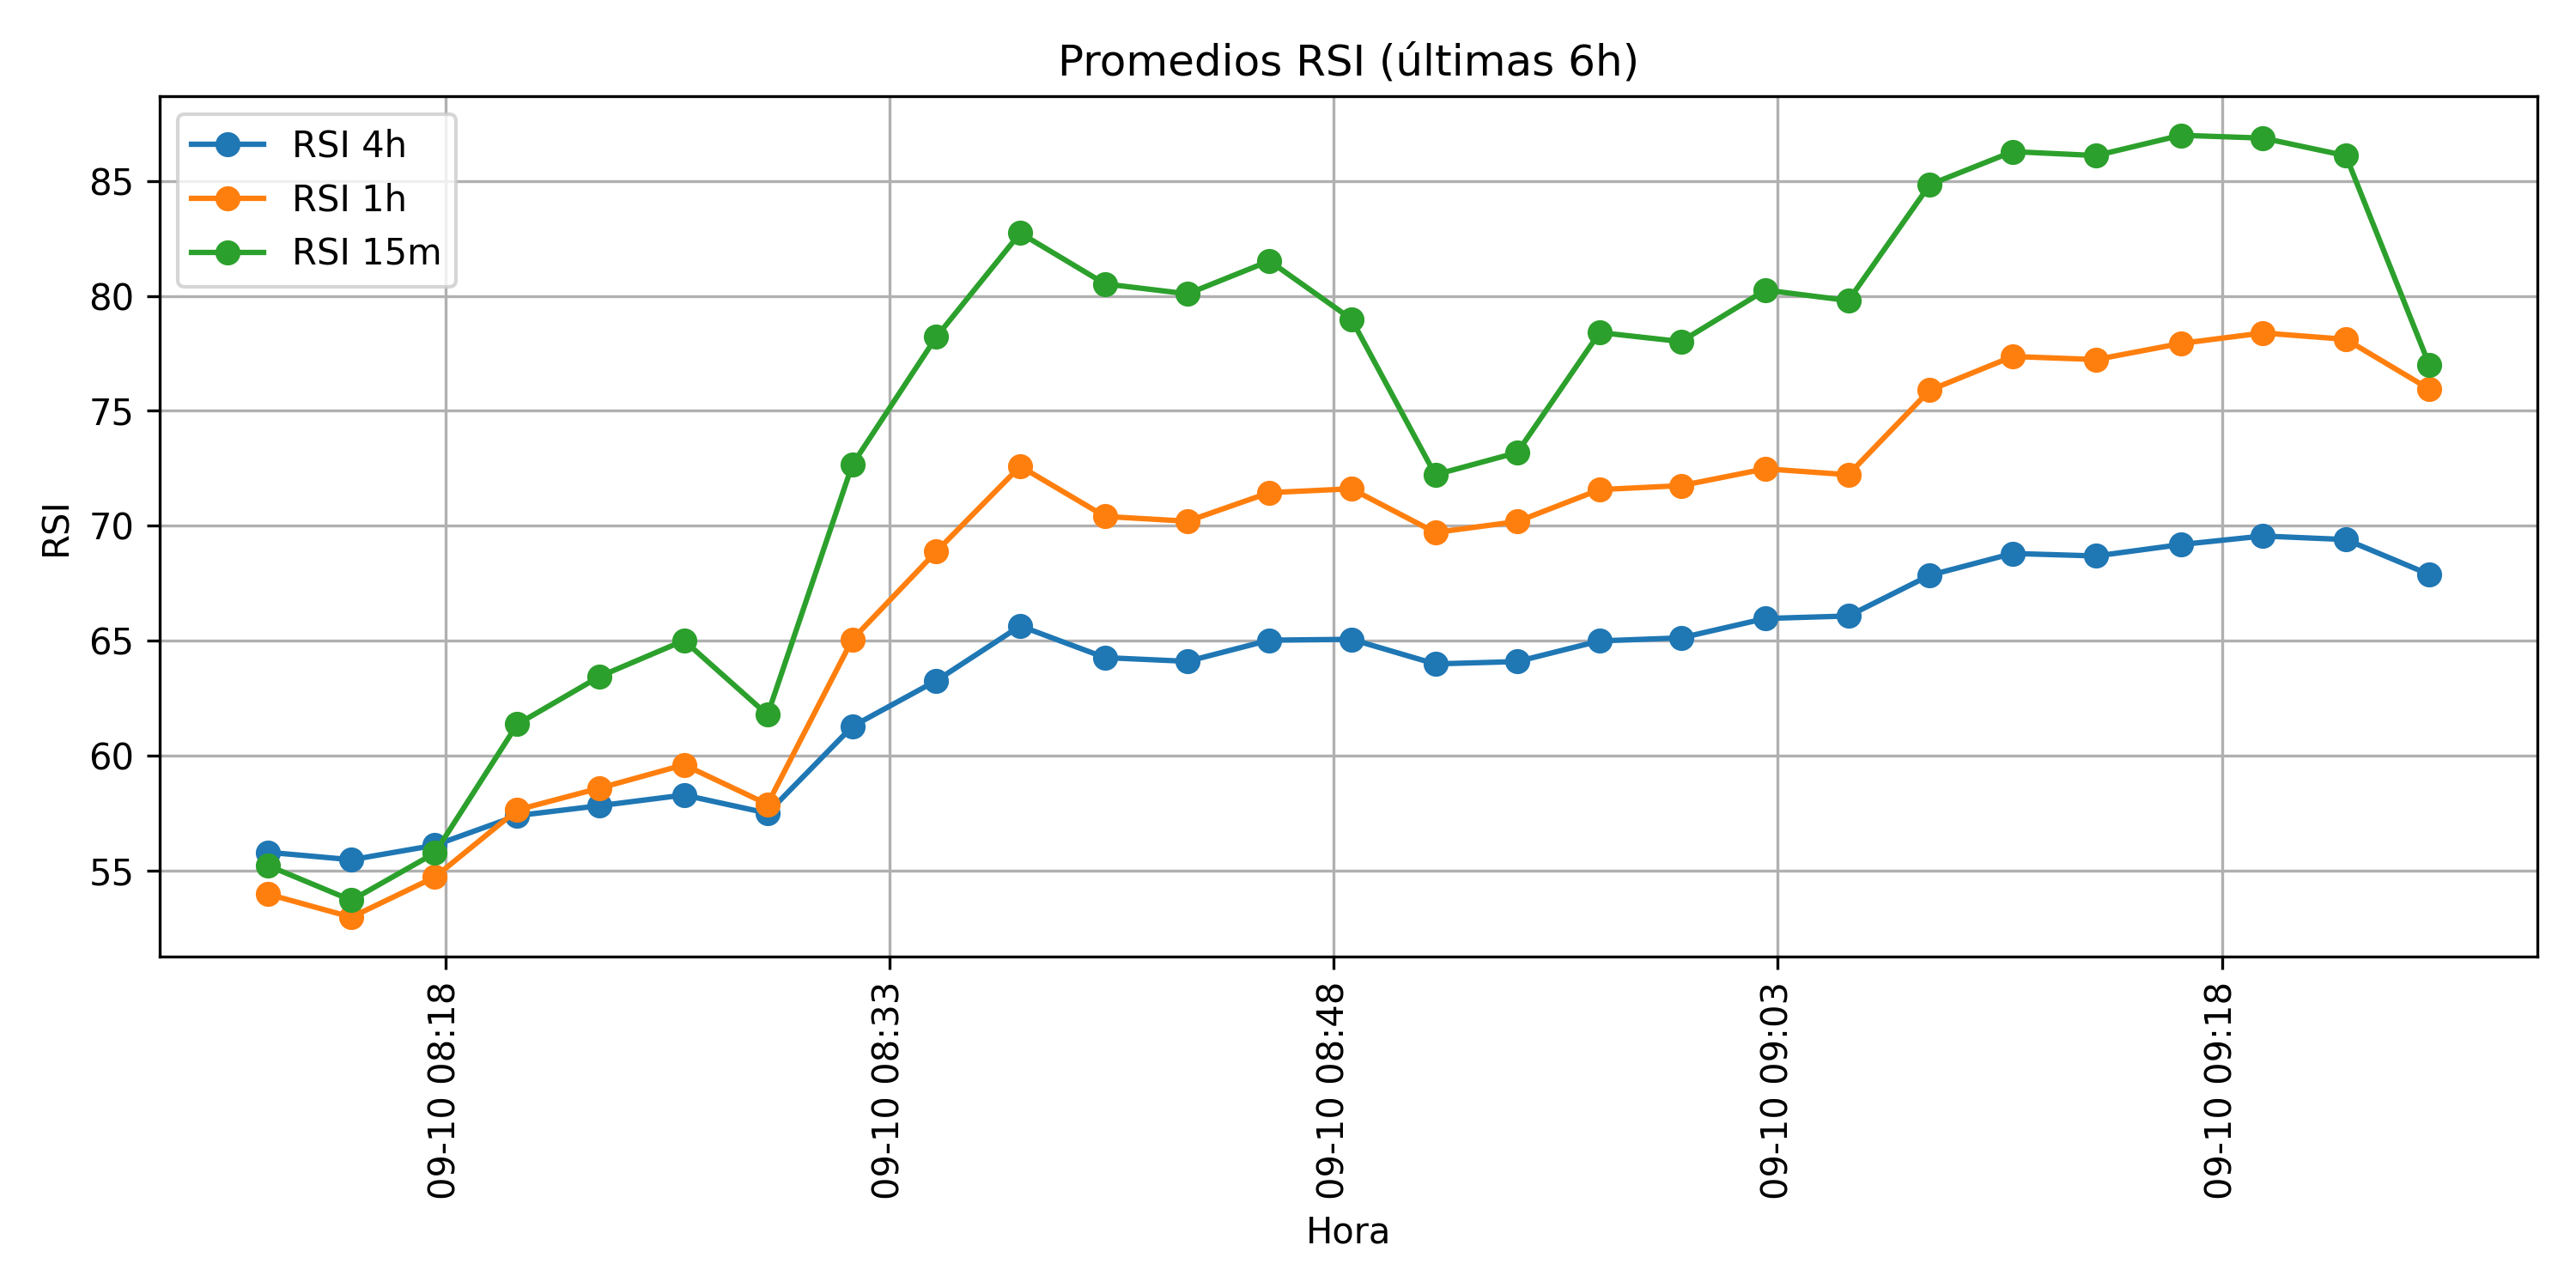 Promedios RSI (últimas 6h)
RSI 4h
RSI 1h
RSI 15m
RSI
85
80
75
70
65
60
55
09-10 08:18
09-10 08:33
09-10 08:48
09-10 09:03
09-10 09:18
Hora